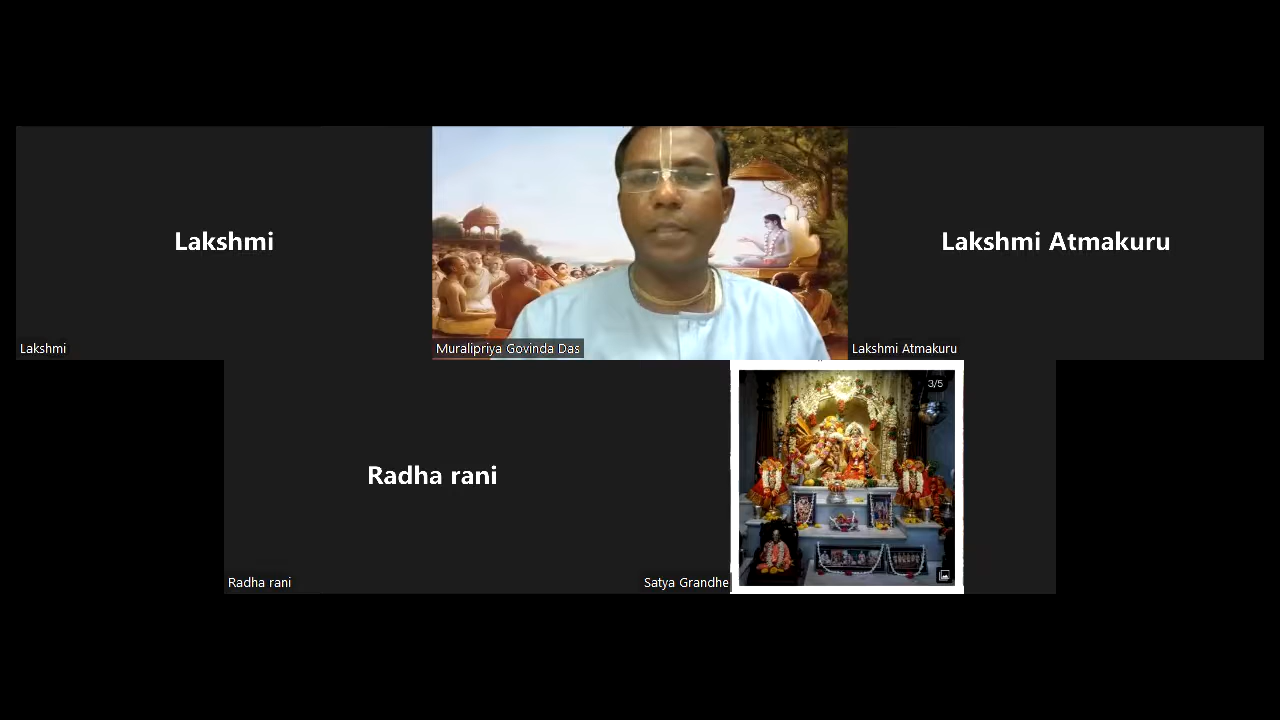 Lakshmi
Lakshmi
Muralipriya Govinda Das
Lakshmi Atmakuru
Lakshmi Atmakuru
Radha rani
Radha rani
Satya Grandhe
3/5